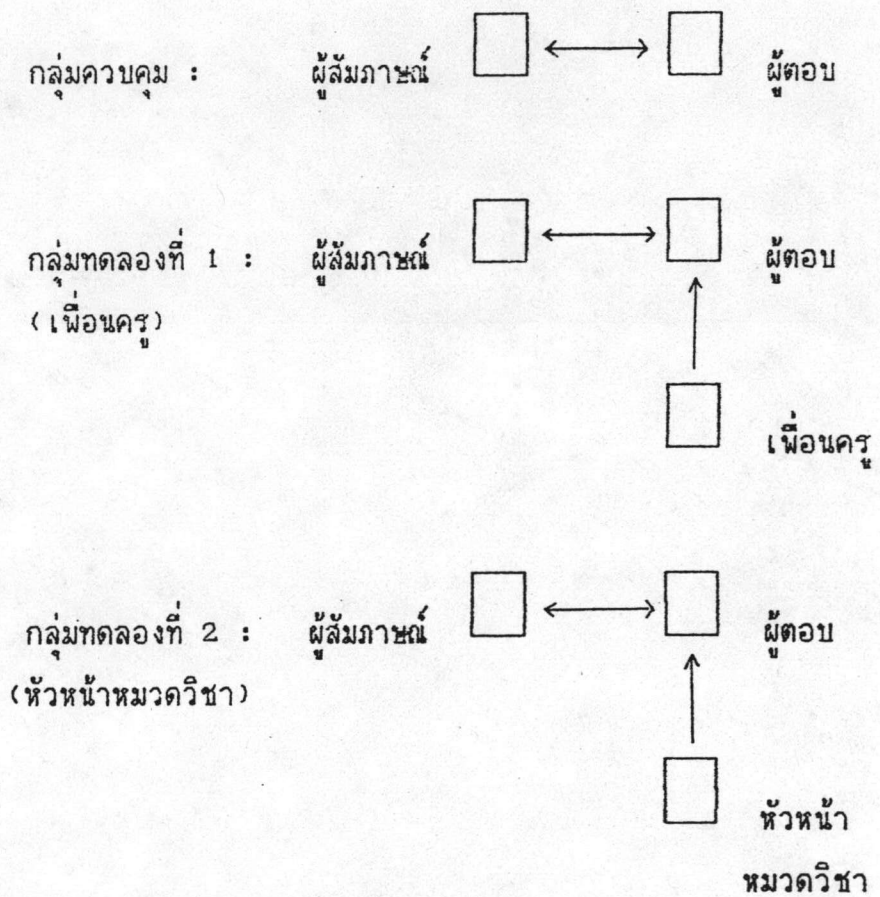 กลุ่มควบคุม : ผู้สัมภาษณ์ ผู้ตอบ
กลุ่มทดลองที่ 1 : ผู้สัมภาษณ์ ผู้ตอบ
(เพื่อนครู)
เพื่อนครู
กลุ่มทดลองที่ 2 : ผู้สัมภาษณ์ ผู้ตอบ
(หัวหน้าหมวดวิชา)
หัวหน้า
หมวดวิชา